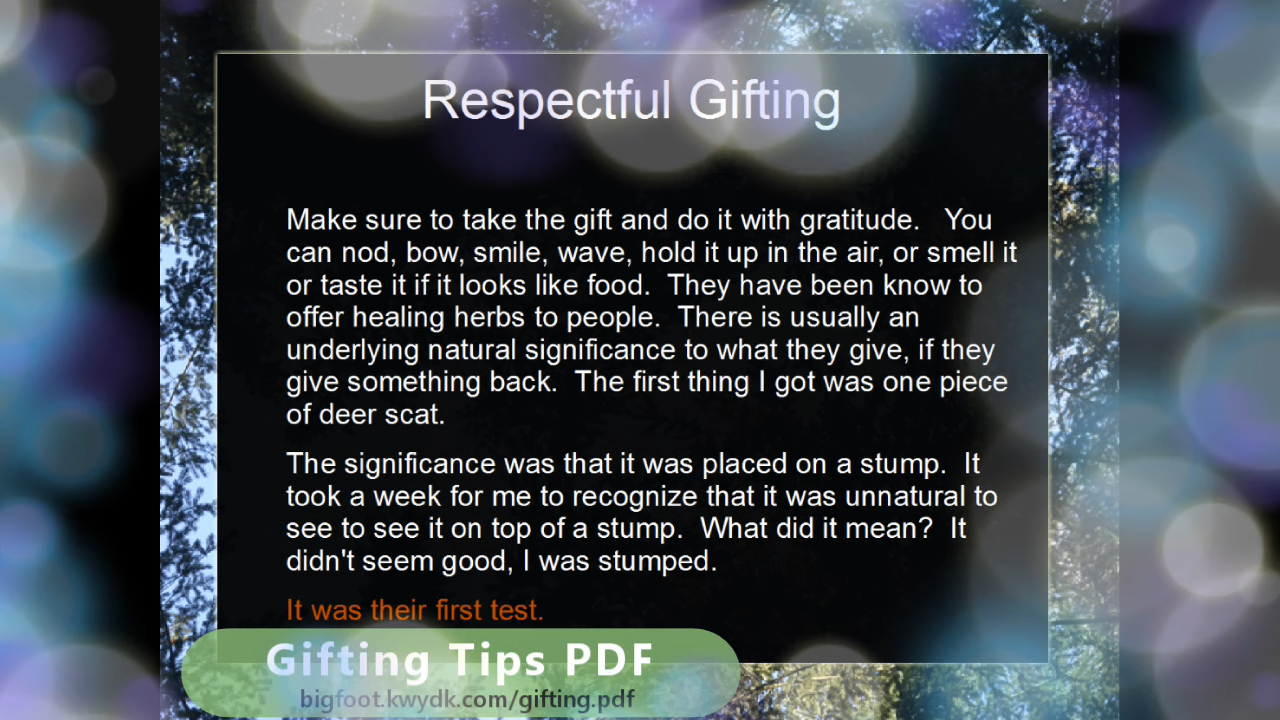 Respectful Gifting
Make sure to take the gift and do it with gratitude. You
can nod, bow, smile, wave, hold it up in the air, or smell it
or taste it if it looks like food. They have been know to
offer healing herbs to people. There is usually an
underlying natural significance to what they give, if they
give something back. The first thing I got was one piece
of deer scat.
The significance was that it was placed on a stump. It
took a week for me to recognize that it was unnatural to
see to see it on top of a stump. What did it mean? It
didn't seem good, I was stumped.
It was their first test.
Gifting Tips PDF
bigfoot.kwydk.com/gifting.pdf